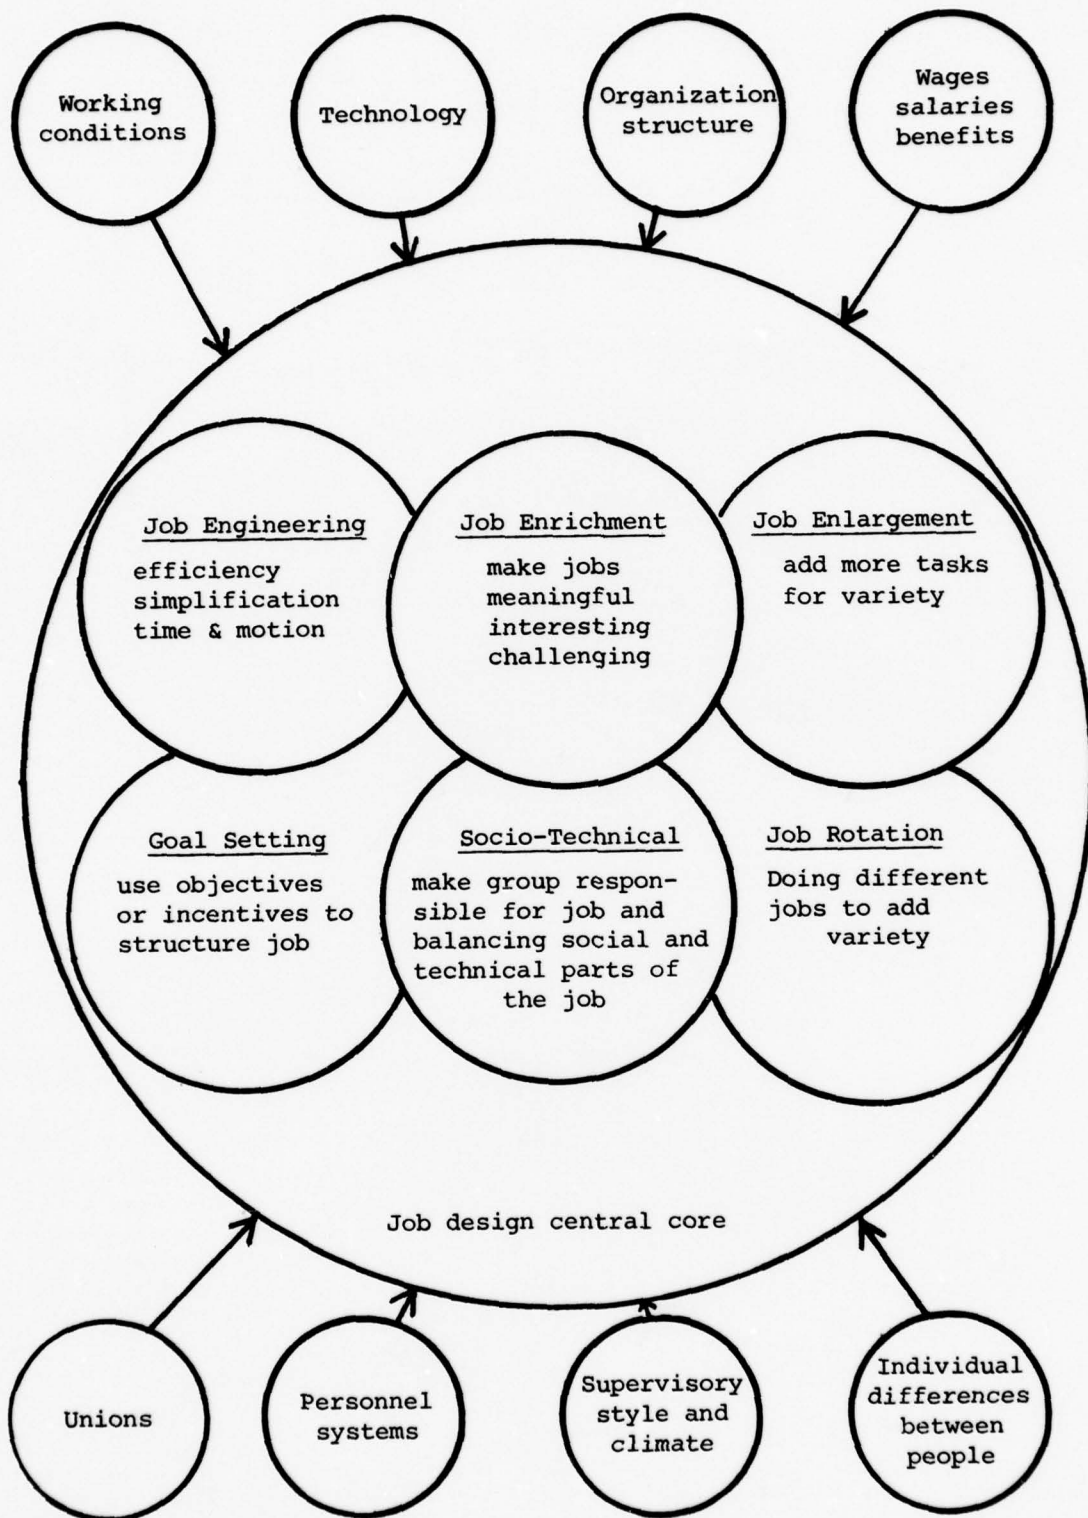 Working
conditions
Technology
Organization
structure
Wages
salaries
benefits
Job Engineering
efficiency
simplification
time & motion
Job Enrichment
make jobs
meaningful
interesting
challenging
Job Enlargement
add more tasks
for variety
Goal Setting
use objectives
or incentives to
structure job
Socio-Technical
make group respon-
sible for job and
balancing social and
technical parts of
the job
Job Rotation
Doing different
jobs to add
variety
Job design central core
Unions
Personnel
systems
Supervisory
style and
climate
Individual
differences
between
people